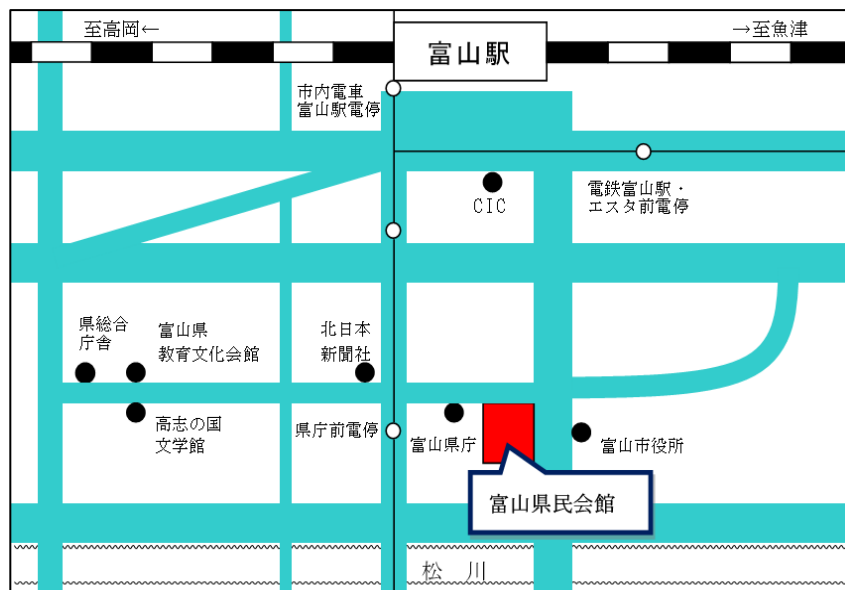 至高岡←
富山駅
→至魚津
市内電車
富山駅電停
CIC
電鉄富山駅・
エスタ前電停
県総合
庁舎
富山県
教育文化会館
北日本
新聞社
高志の国
文学館
県庁前電停
富山県庁
富山市役所
富山県民会館
松 川